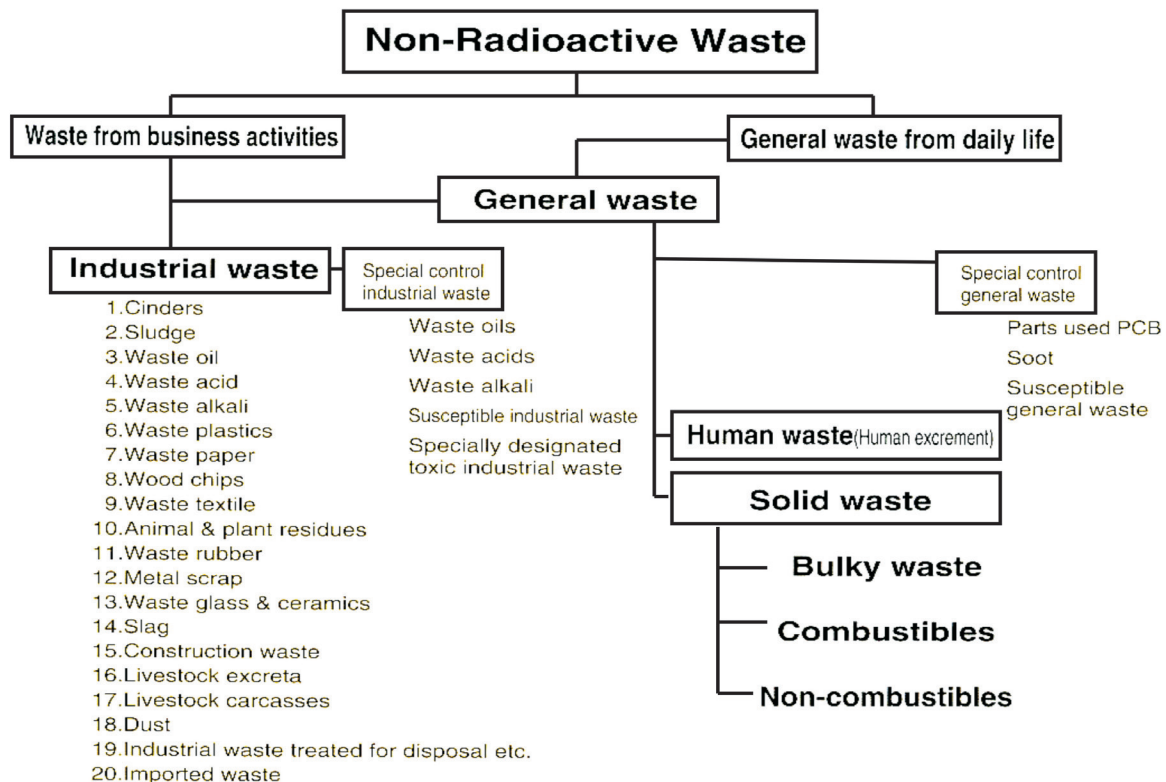 Non-Radioactive Waste
Waste from business activities
General waste from daily life
General waste
Industrial waste
Special control
industrial waste
Special control
general waste
1.Cinders
2.Sludge
3.Waste oil
4.Waste acid
5.Waste alkali
6.Waste plastics
7.Waste paper
8.Wood chips
9.Waste textile
10.Animal & plant residues
11.Waste rubber
12.Metal scrap
13.Waste glass & ceramics
14.Slag
15.Construction waste
16.Livestock excreta
17.Livestock carcasses
18.Dust
19.Industrial waste treated for disposal etc.
20.Imported waste
Waste oils
Waste acids
Waste alkali
Susceptible industrial waste
Specially designated
toxic industrial waste
Parts used PCB
Soot
Susceptible
general waste
Human waste(Human excrement)
Solid waste
Bulky waste
Combustibles
Non-combustibles